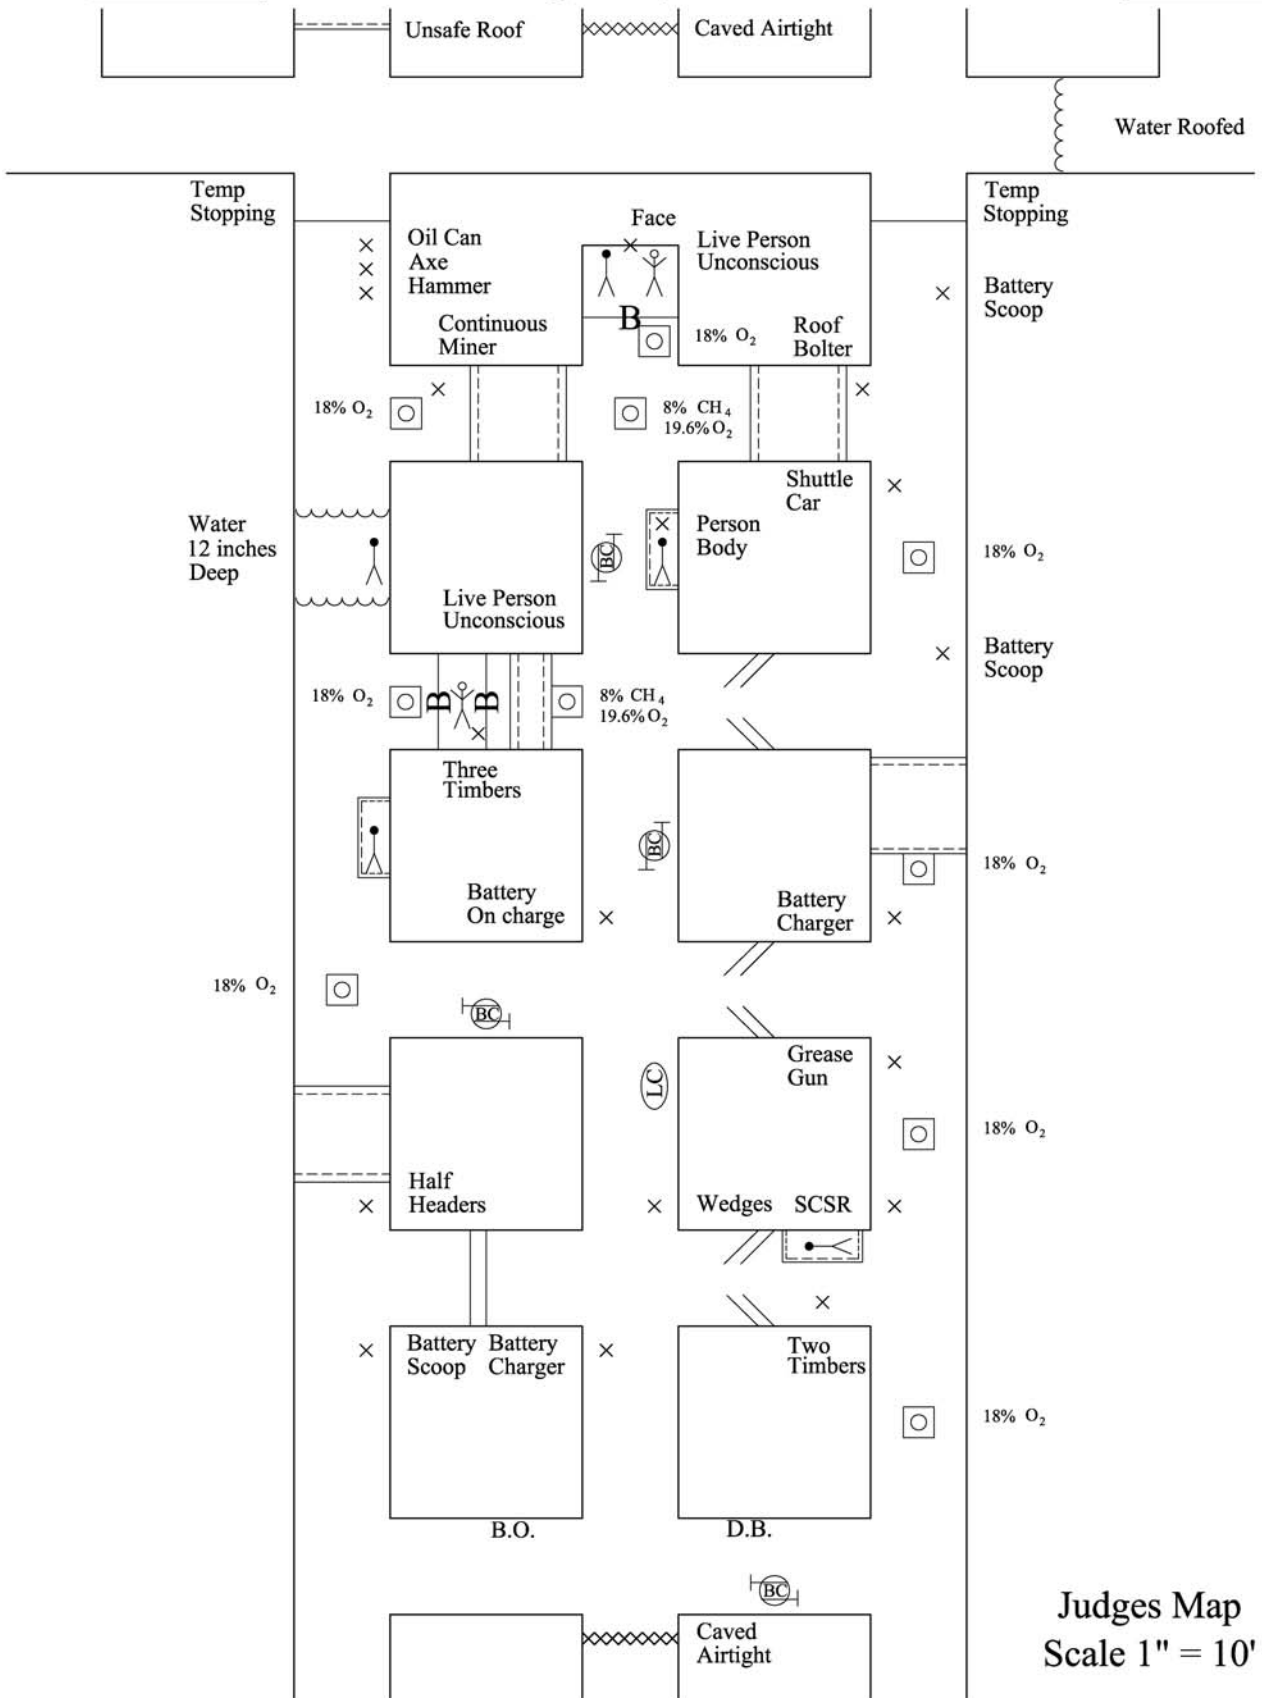 Unsafe Roof
Caved Airtight
Water Roofed
Temp
Stopping
Temp
Stopping
Face
Oil Can
Axe
Hammer
Live Person
Unconscious
Battery
Scoop
Continuous
Miner
B
18% O₂
Roof
Bolter
18% O₂
8% CH₄
19.6% O₂
Shuttle
Car
Water
12 inches
Deep
BC
Person
Body
18% O₂
Live Person
Unconscious
Battery
Scoop
18% O₂
B
B
8% CH₄
19.6% O₂
Three
Timbers
BC
18% O₂
Battery
On charge
Battery
Charger
18% O₂
BC
Grease
Gun
LC
18% O₂
Half
Headers
Wedges
SCSR
Battery
Scoop
Battery
Charger
Two
Timbers
18% O₂
B.O.
D.B.
BC
Caved
Airtight
Judges Map
Scale 1" = 10'